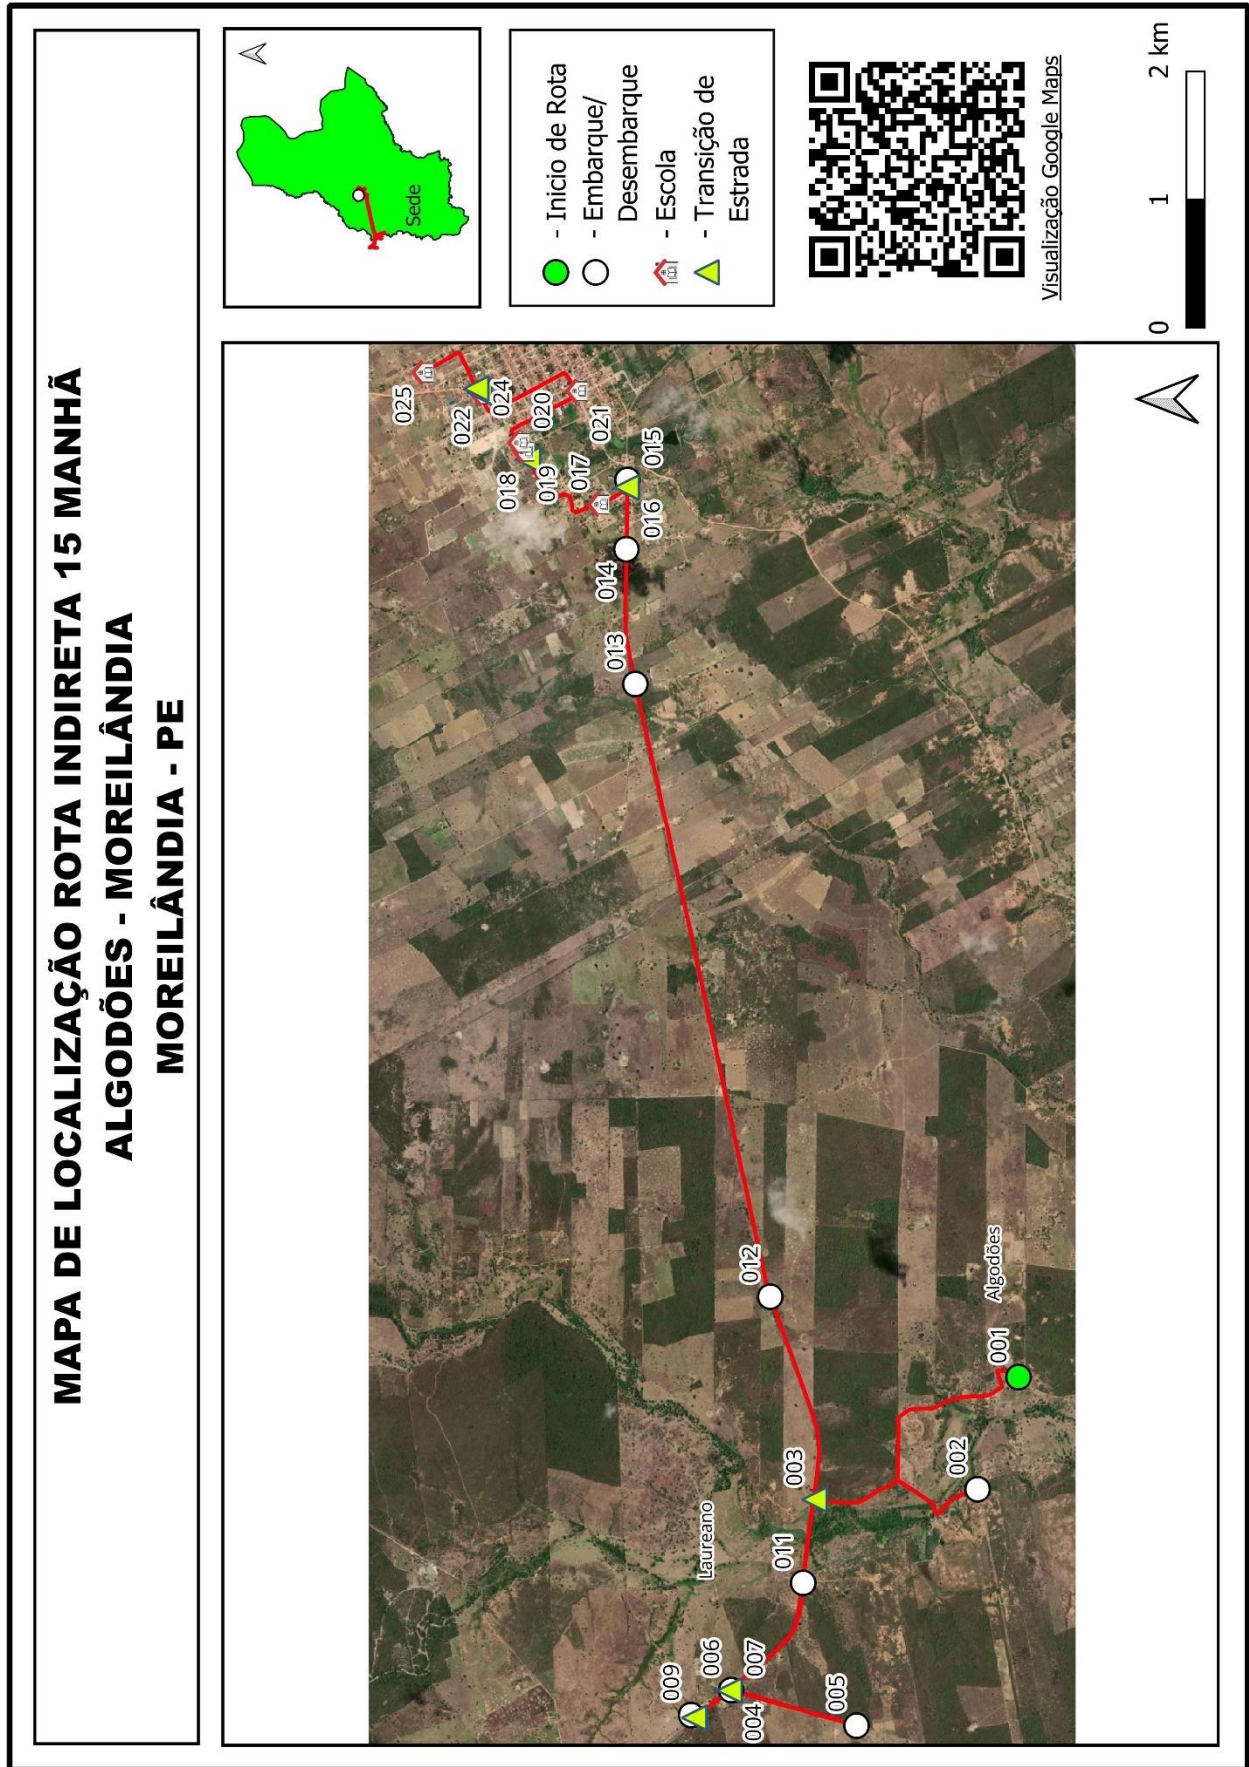 MAPA DE LOCALIZAÇÃO ROTA INDIRETA 15 MANHÃ
ALGODÕES - MOREILÂNDIA
MOREILÂNDIA - PE
009
006
007
004
005
Laureano
011
003
002
001
Algodões
012
013
014
016
015
017
019
018
021
020
024
022
025
Sede
- Inicio de Rota
- Embarque/
Desembarque
- Escola
- Transição de
Estrada
Visualização Google Maps
0 1 2 km